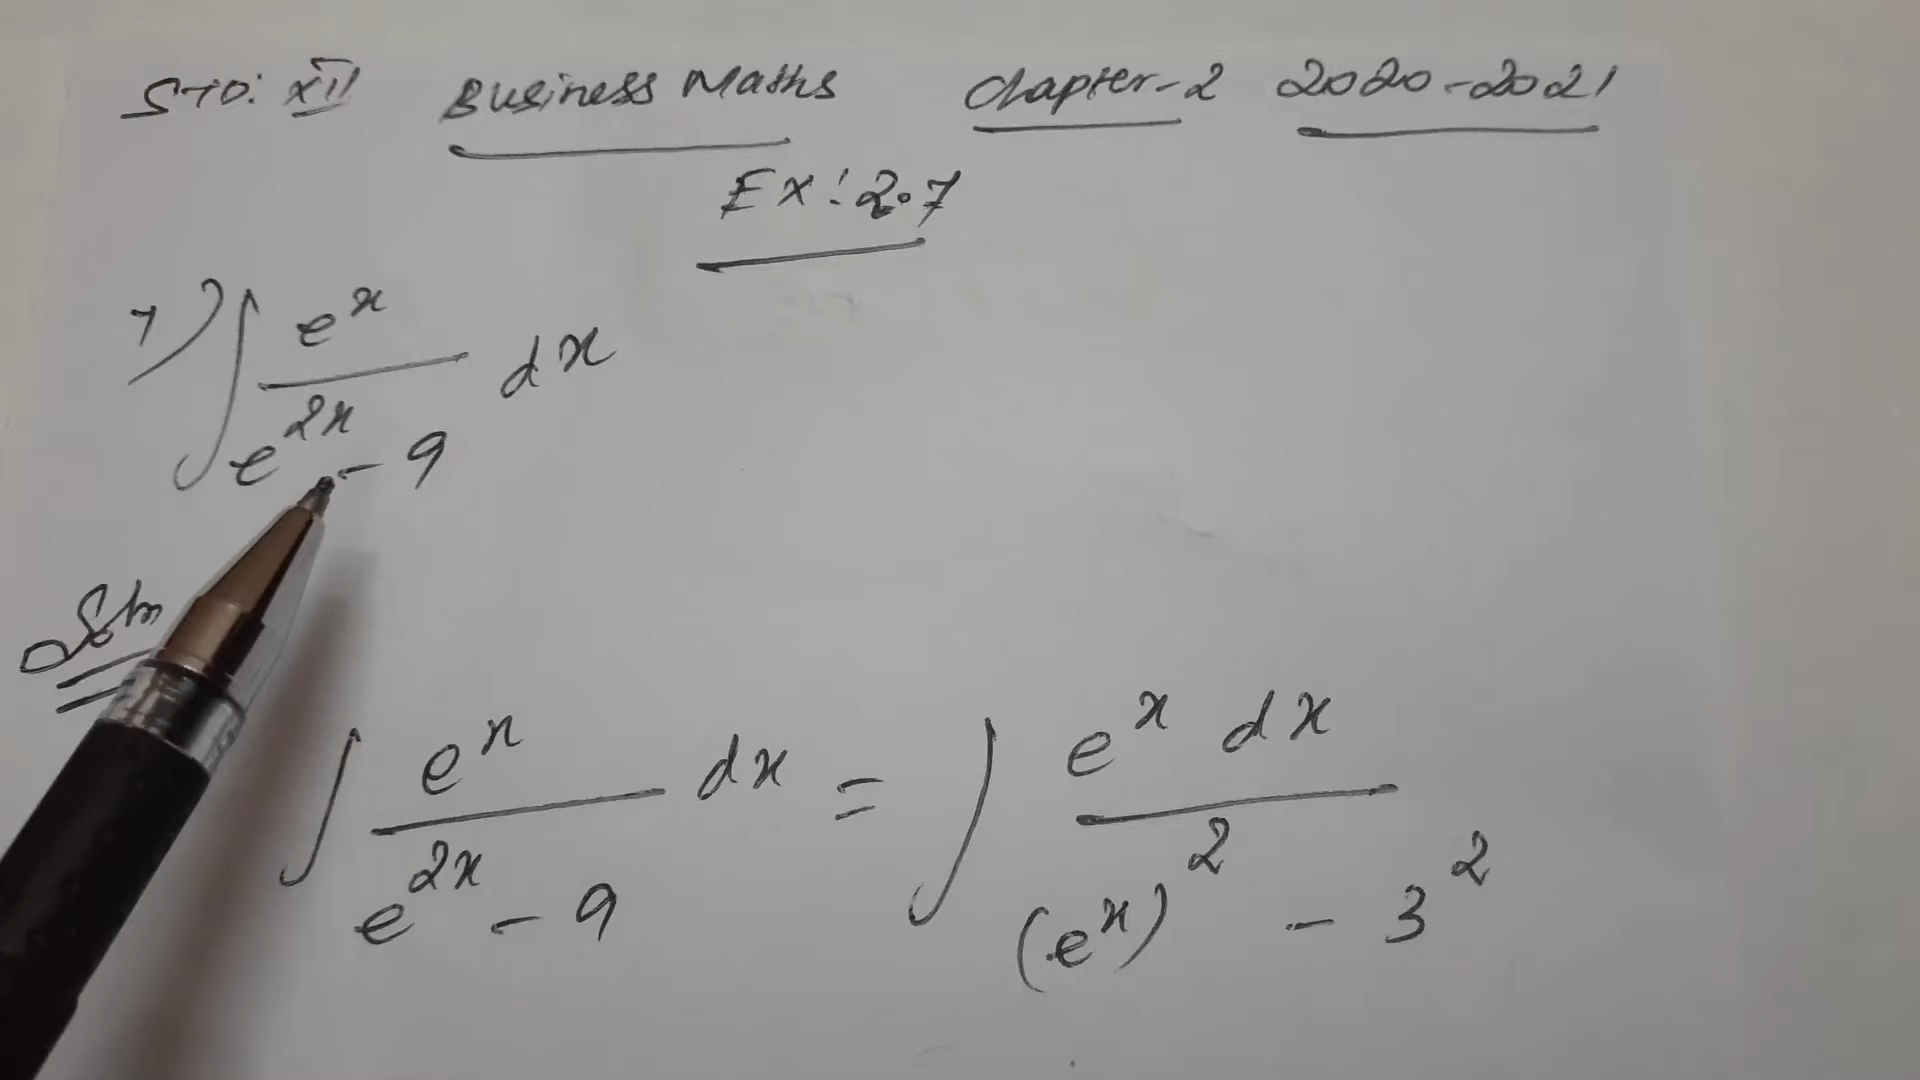 STD: XII Business Maths Chapter-2 2020-2021
EX: 2.7
7) ∫ e^x / e^2x - 9 dx
Soln
∫ e^x / e^2x - 9 dx = ∫ e^x dx / (e^x)^2 - 3^2